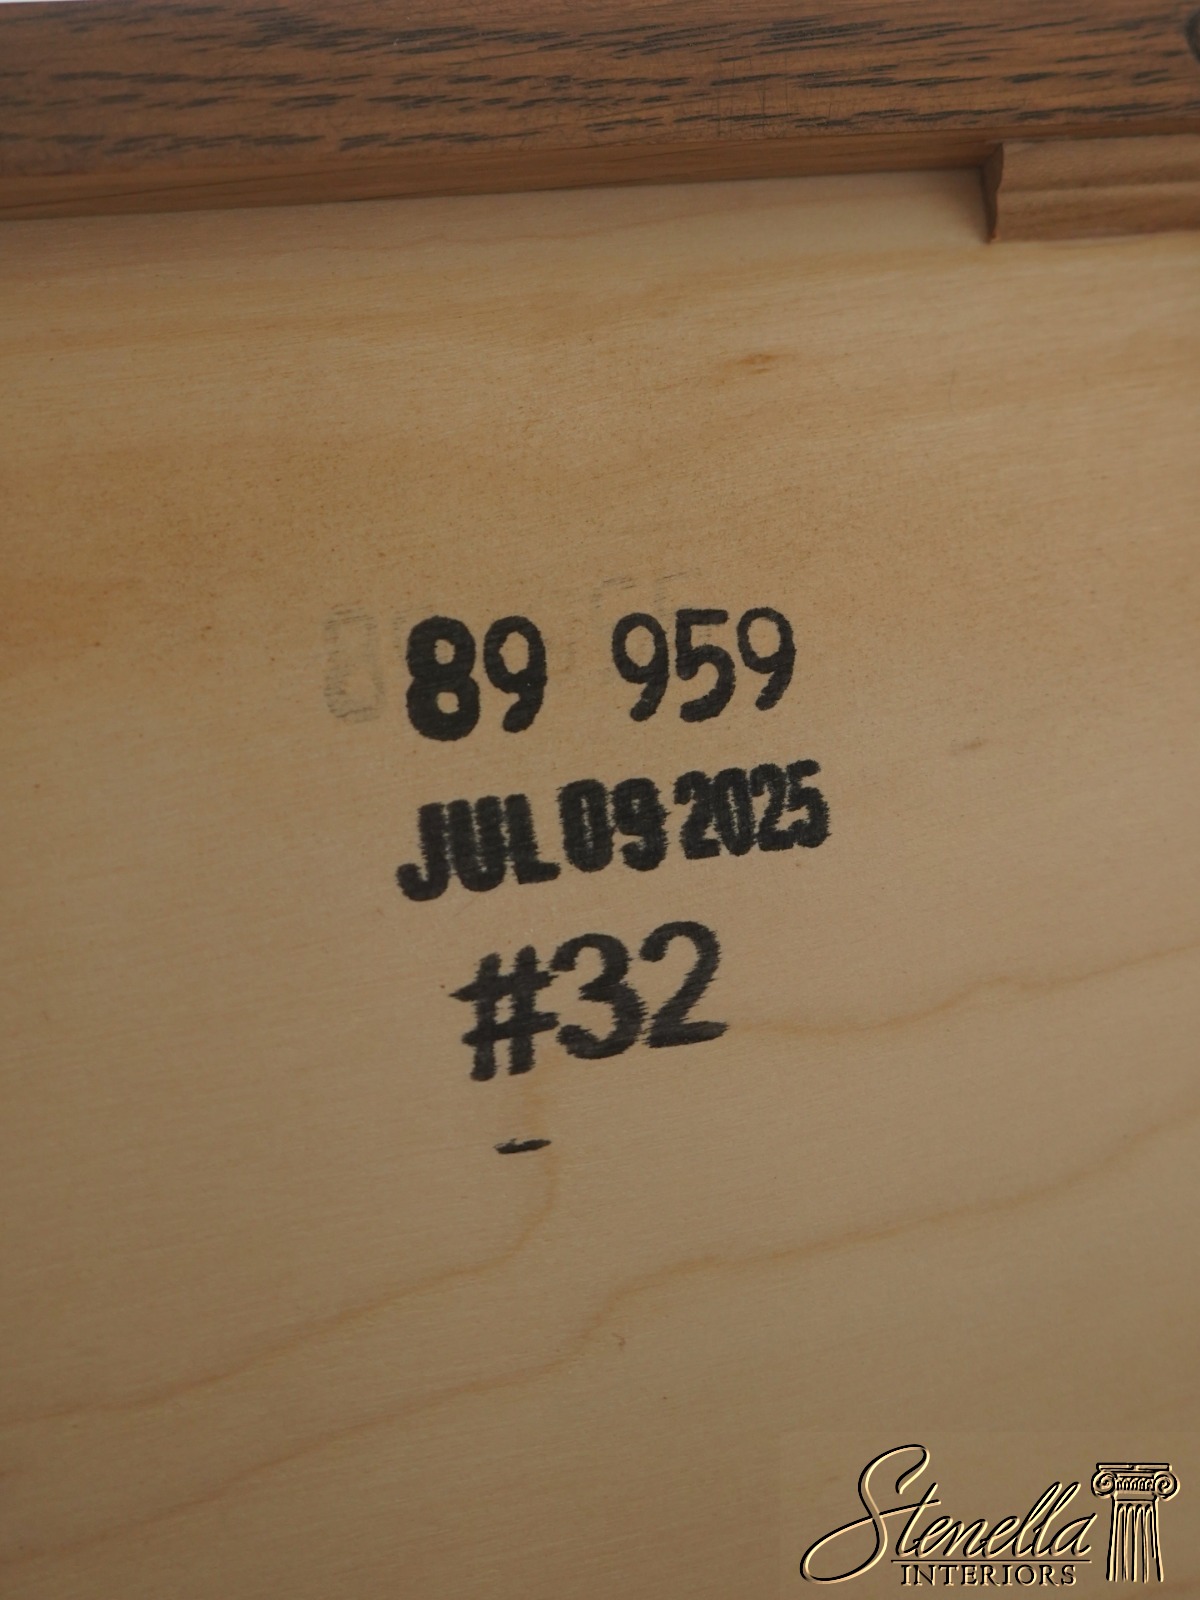 89 959
JUL 09 2025
#32
-
Stenella
INTERIORS